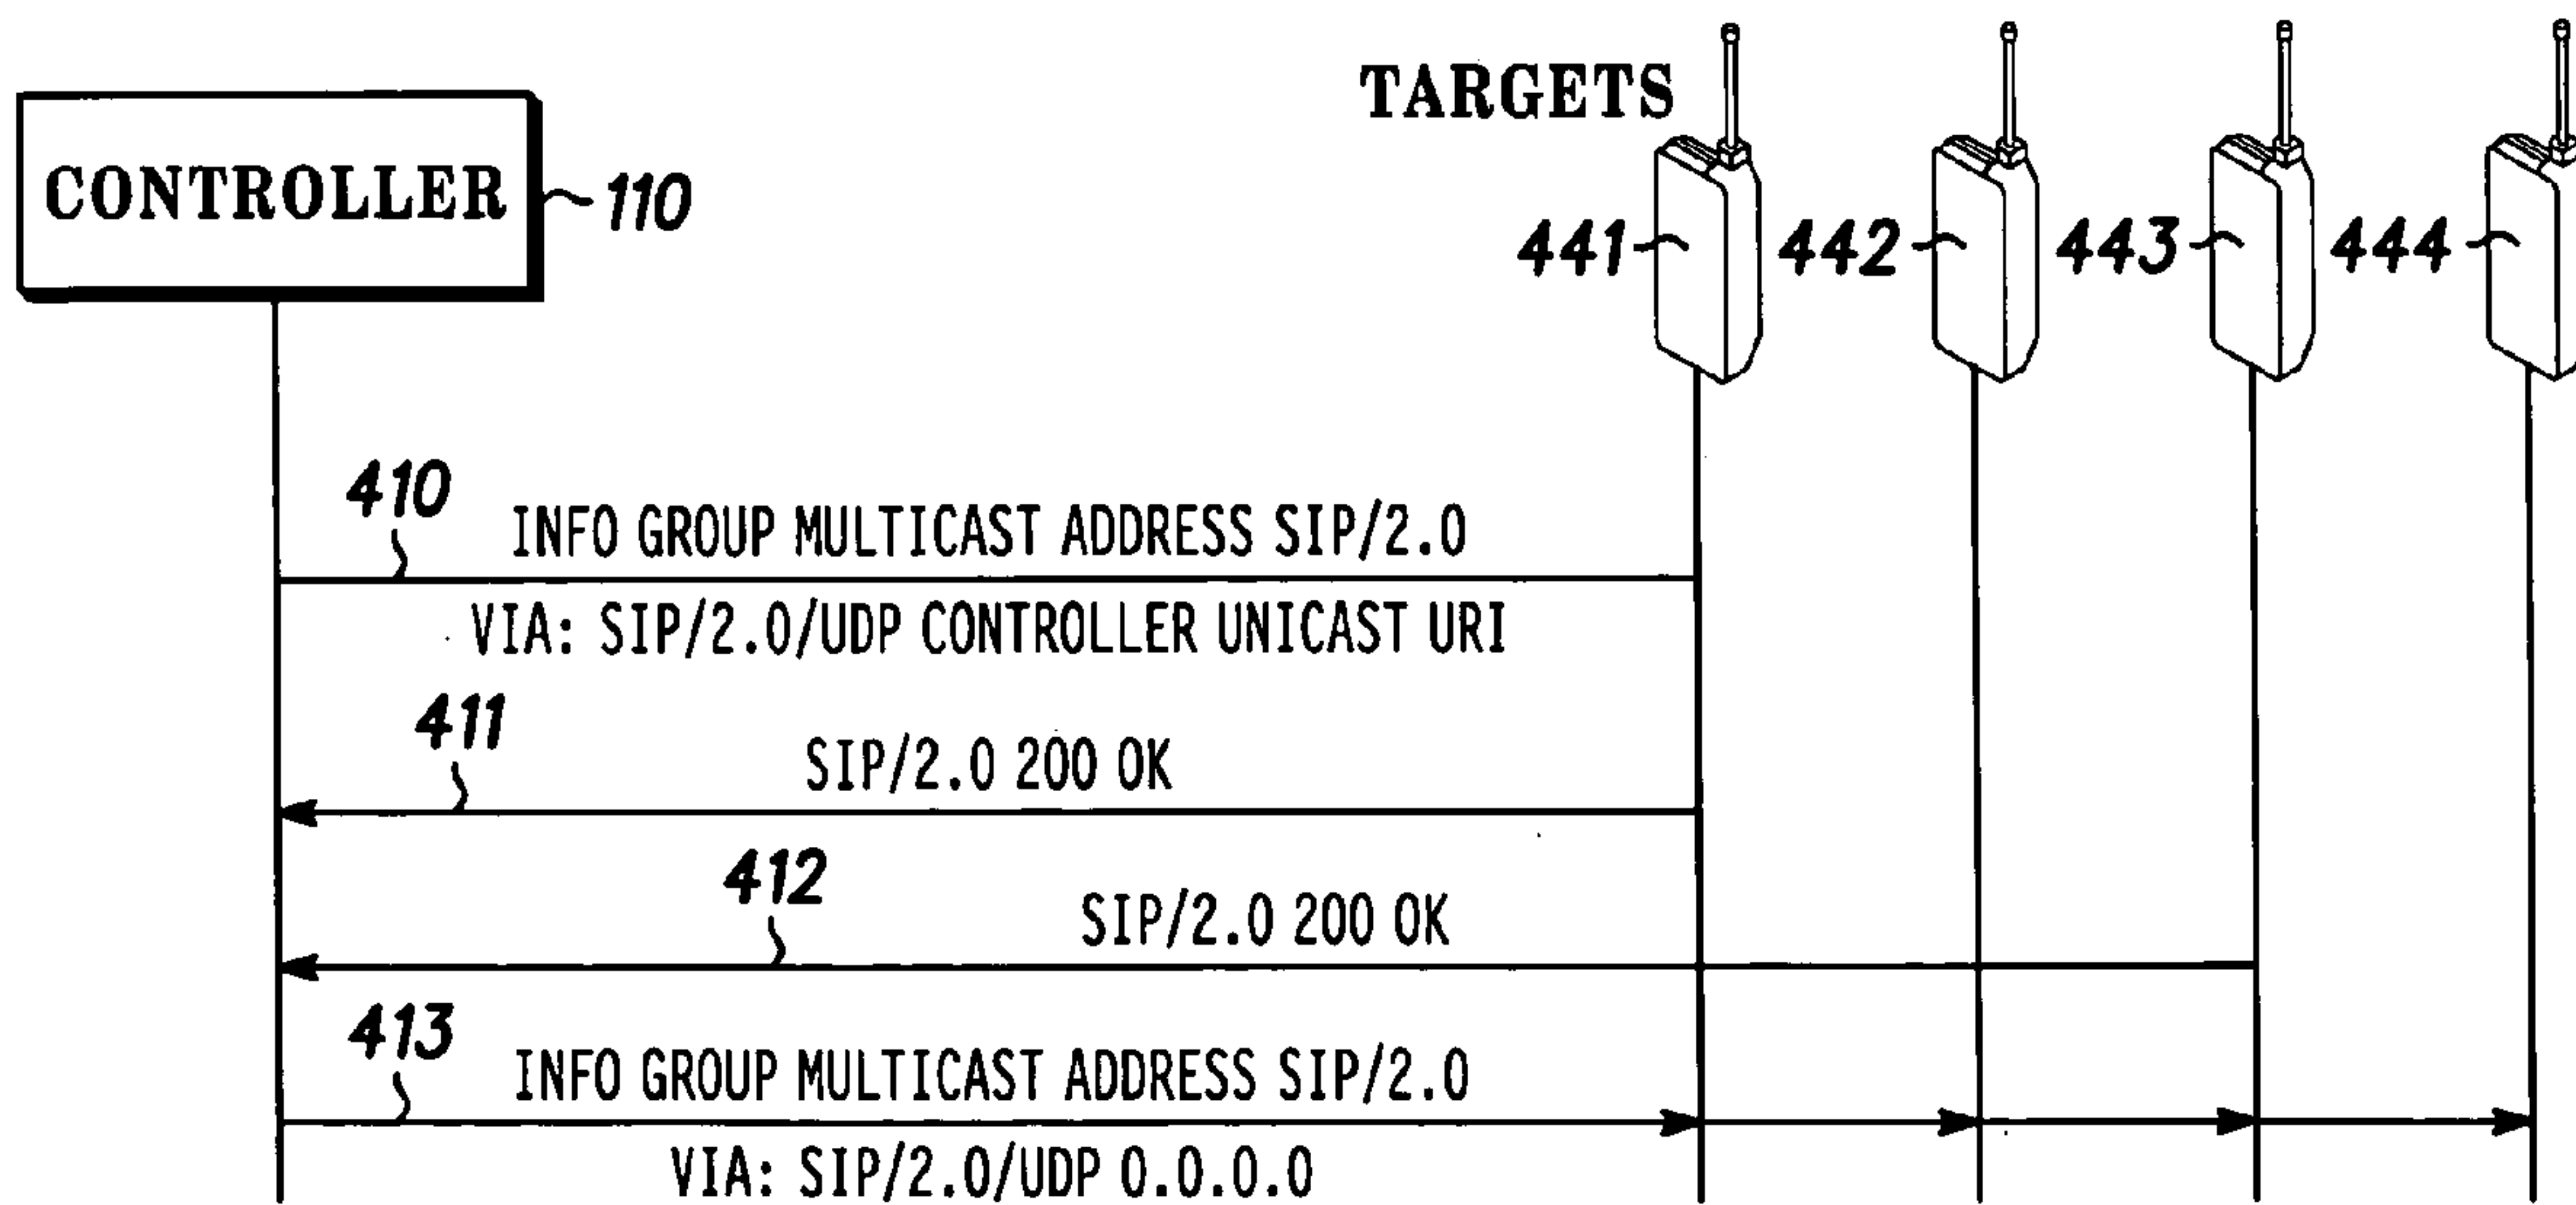 TARGETS
CONTROLLER
110
441
442
443
444
410
INFO GROUP MULTICAST ADDRESS SIP/2.0
VIA: SIP/2.0/UDP CONTROLLER UNICAST URI
411
SIP/2.0 200 OK
412
SIP/2.0 200 OK
413
INFO GROUP MULTICAST ADDRESS SIP/2.0
VIA: SIP/2.0/UDP 0.0.0.0